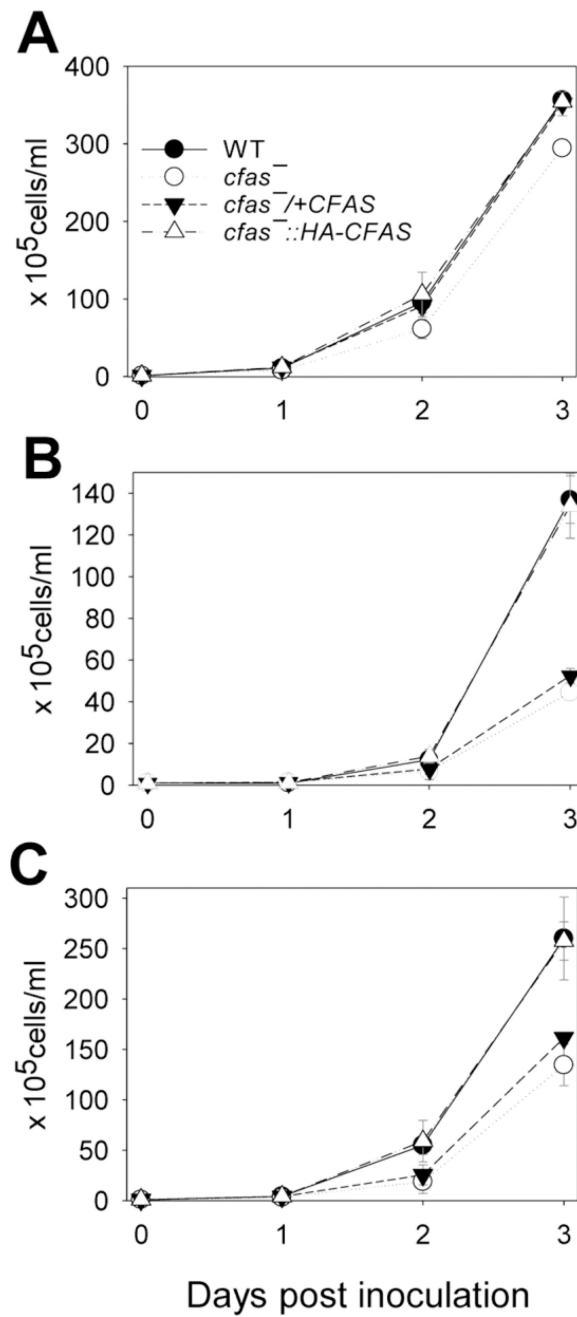 A
400
300
200
100
0
x 10⁵cells/ml
WT
cfas⁻
cfas⁻/+CFAS
cfas⁻::HA-CFAS
0 1 2 3
B
140
120
100
80
60
40
20
0
x 10⁵cells/ml
0 1 2 3
C
300
250
200
150
100
50
0
x 10⁵cells/ml
0 1 2 3
Days post inoculation